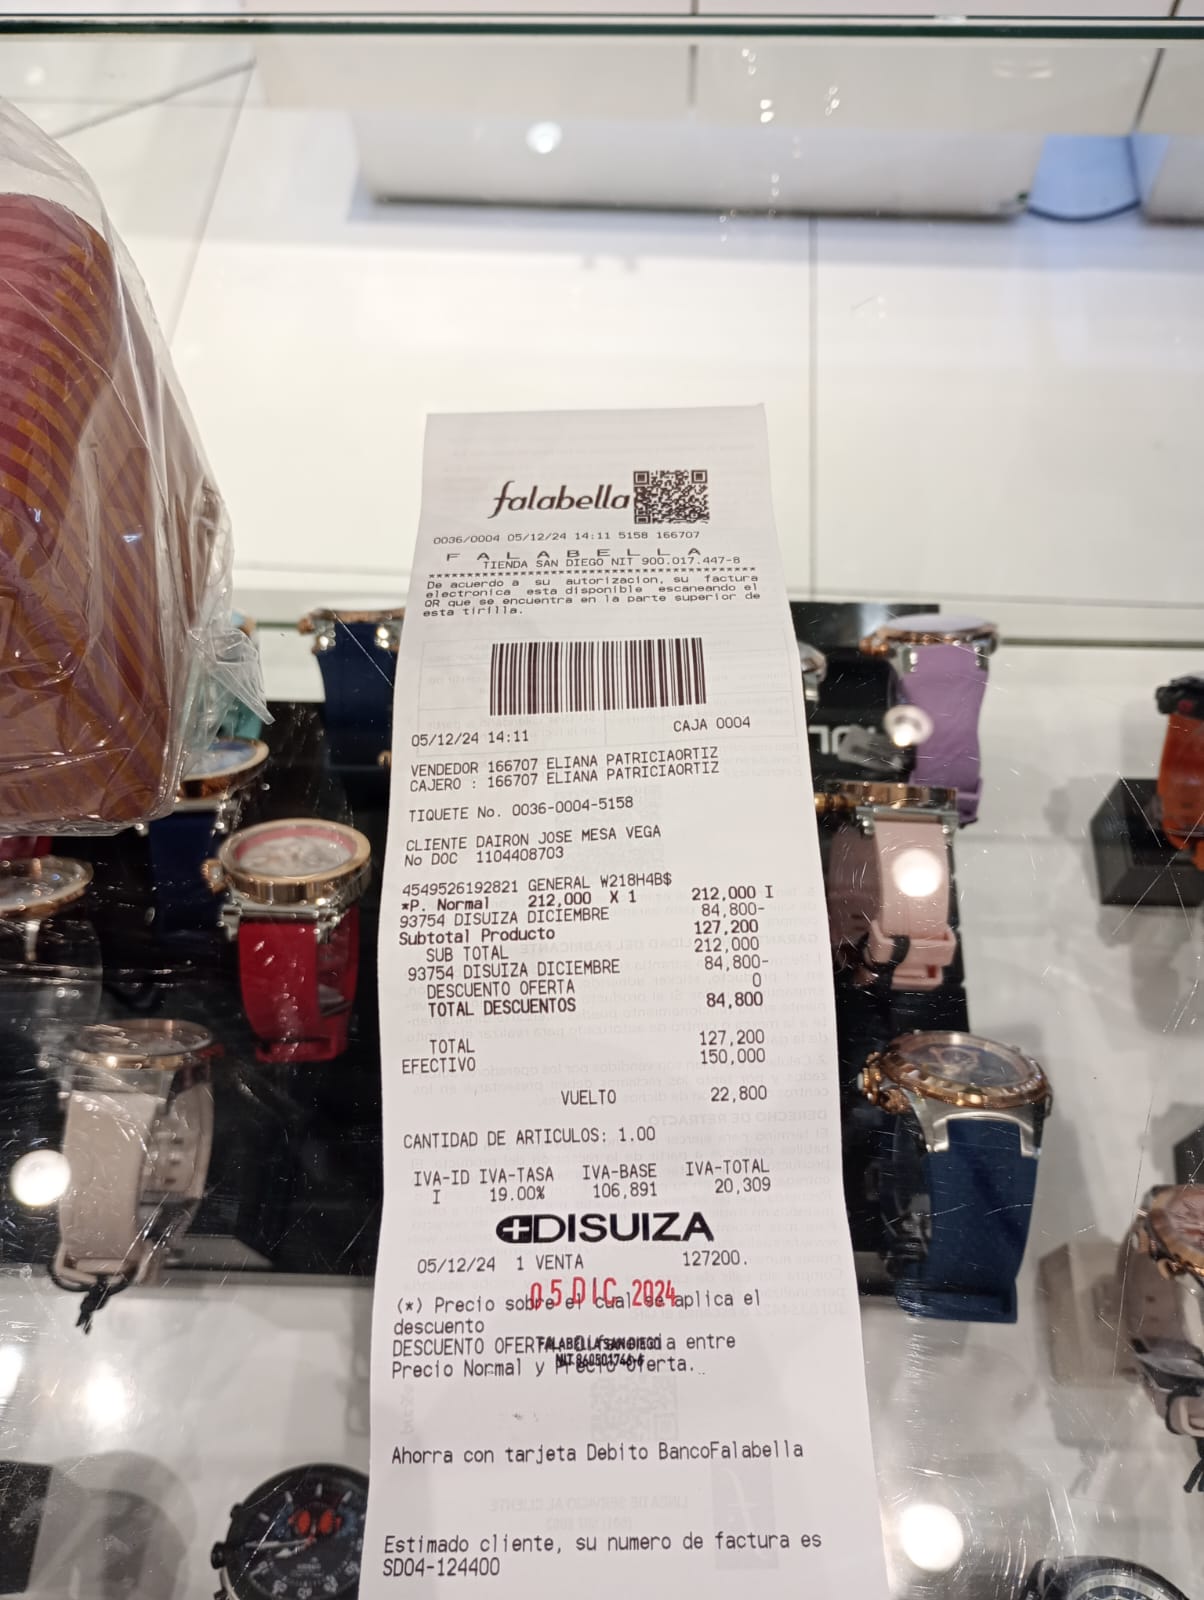 falabella
0036/0004 05/12/24 14:11 5158 166707
F A L A B E L L A
TIENDA SAN DIEGO NIT 900.017.447-8
****************************************
De acuerdo a su autorizacion, su factura
electronica esta disponible escaneando el
QR que se encuentra en la parte superior de
esta tirilla.
05/12/24 14:11 CAJA 0004
VENDEDOR 166707 ELIANA PATRICIAORTIZ
CAJERO : 166707 ELIANA PATRICIAORTIZ
TIQUETE No. 0036-0004-5158
CLIENTE DAIRON JOSE MESA VEGA
No DOC 1104408703
4549526192821 GENERAL W218H4B$
*P. Normal 212,000 X 1 212,000 I
93754 DISUIZA DICIEMBRE 84,800-
Subtotal Producto 127,200
SUB TOTAL 212,000
93754 DISUIZA DICIEMBRE 84,800-
DESCUENTO OFERTA 0
TOTAL DESCUENTOS 84,800
TOTAL 127,200
EFECTIVO 150,000
VUELTO 22,800
CANTIDAD DE ARTICULOS: 1.00
IVA-ID IVA-TASA IVA-BASE IVA-TOTAL
I 19.00% 106,891 20,309
DISUIZA
05/12/24 1 VENTA 127200.
05 DIC 2024
(*) Precio sobre el cual se aplica el
descuento
DESCUENTO OFERTA entre
FALABELLA SAN DIEGO
Precio Normal y Precio Oferta.
NIT
Ahorra con tarjeta Debito BancoFalabella
Estimado cliente, su numero de factura es
SD04-124400